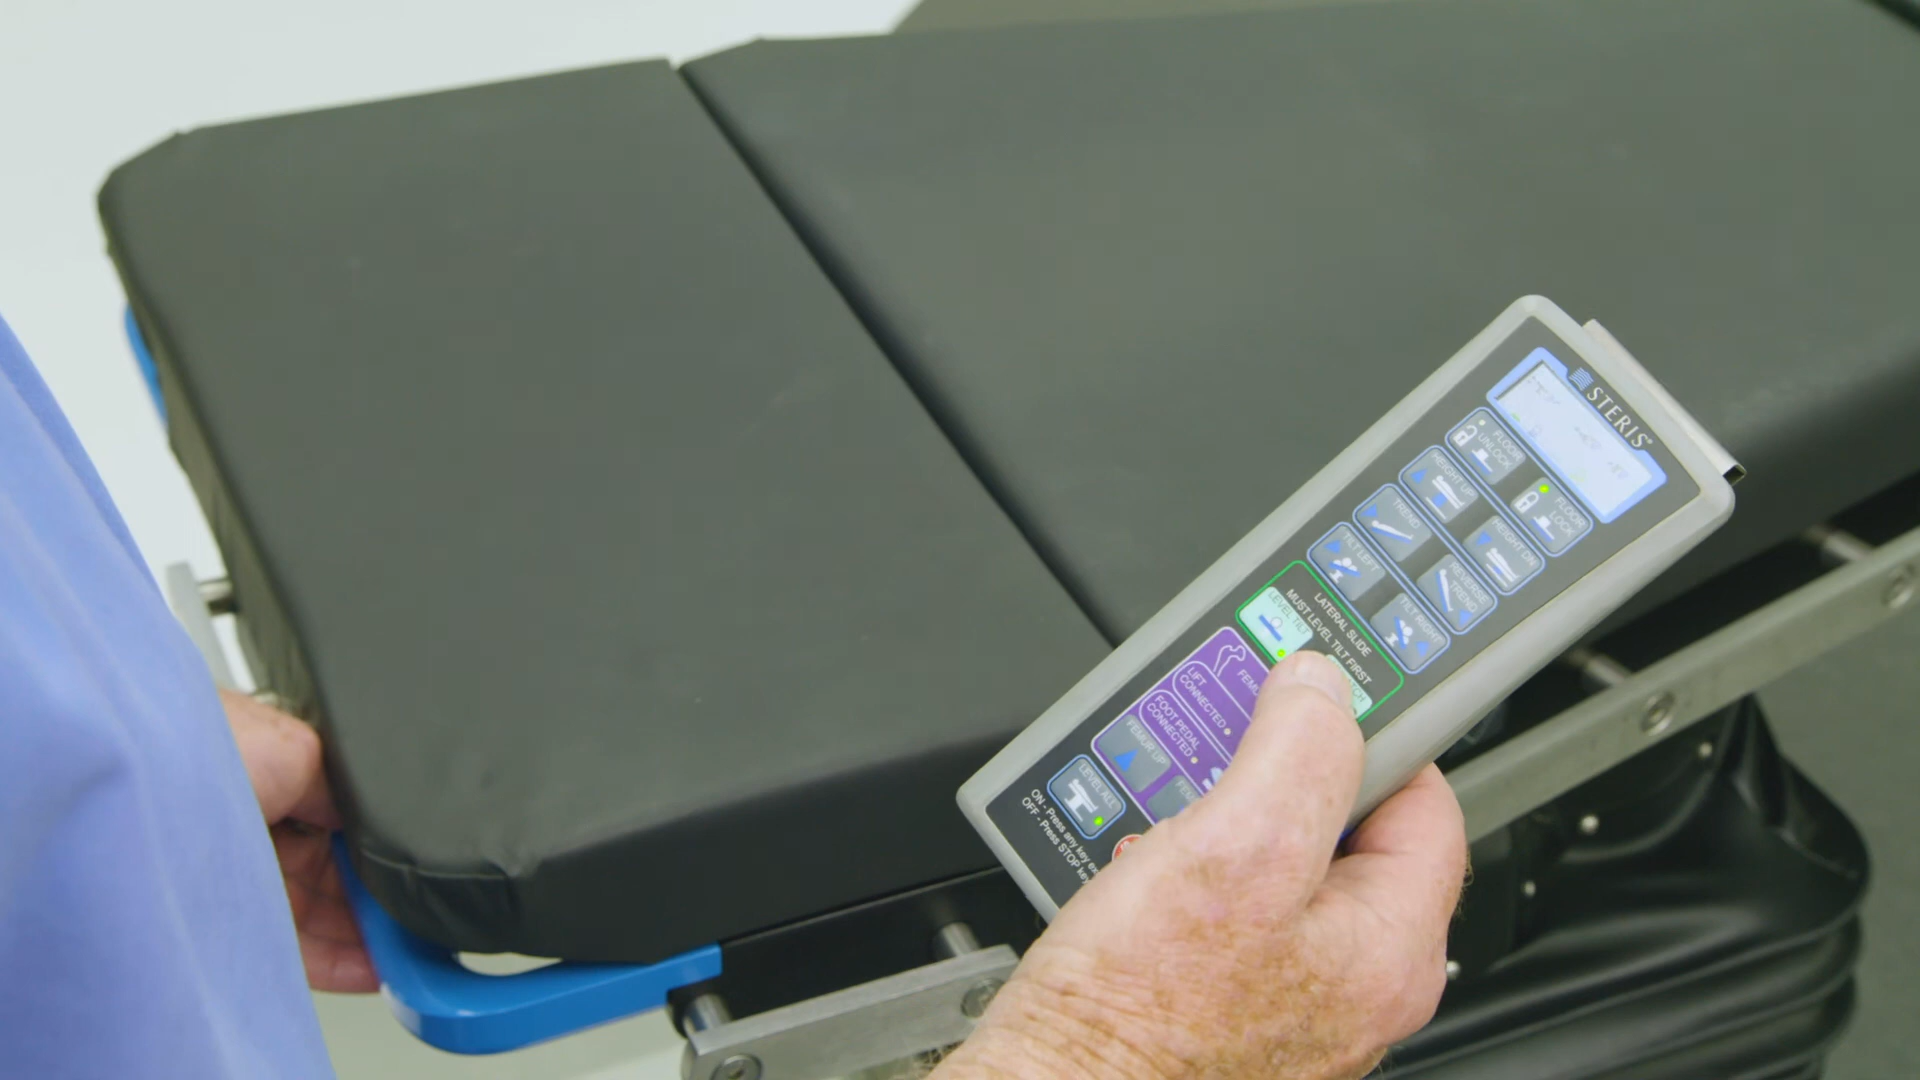 STERIS®
FLOOR
UNLOCK
FLOOR
LOCK
HEIGHT UP
HEIGHT DN
TREND
REVERSE
TREND
TILT LEFT
TILT RIGHT
LATERAL SLIDE
MUST LEVEL TILT FIRST
LEVEL TILT
LIFT
CONNECTED
FOOT PEDAL
CONNECTED
FEMUR UP
LEVEL ALL
ON - Press any key
OFF - Press STOP key